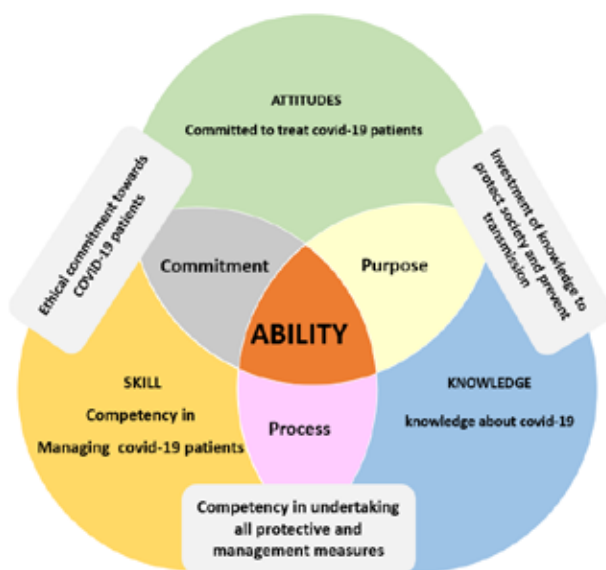 ATTITUDES
Committed to treat covid-19 patients
Ethical commitment towards
COVID-19 patients
Investment of knowledge to
protect society and prevent
transmission
Commitment
Purpose
ABILITY
SKILL
Competency in
Managing covid-19 patients
KNOWLEDGE
knowledge about covid-19
Process
Competency in undertaking
all protective and
management measures